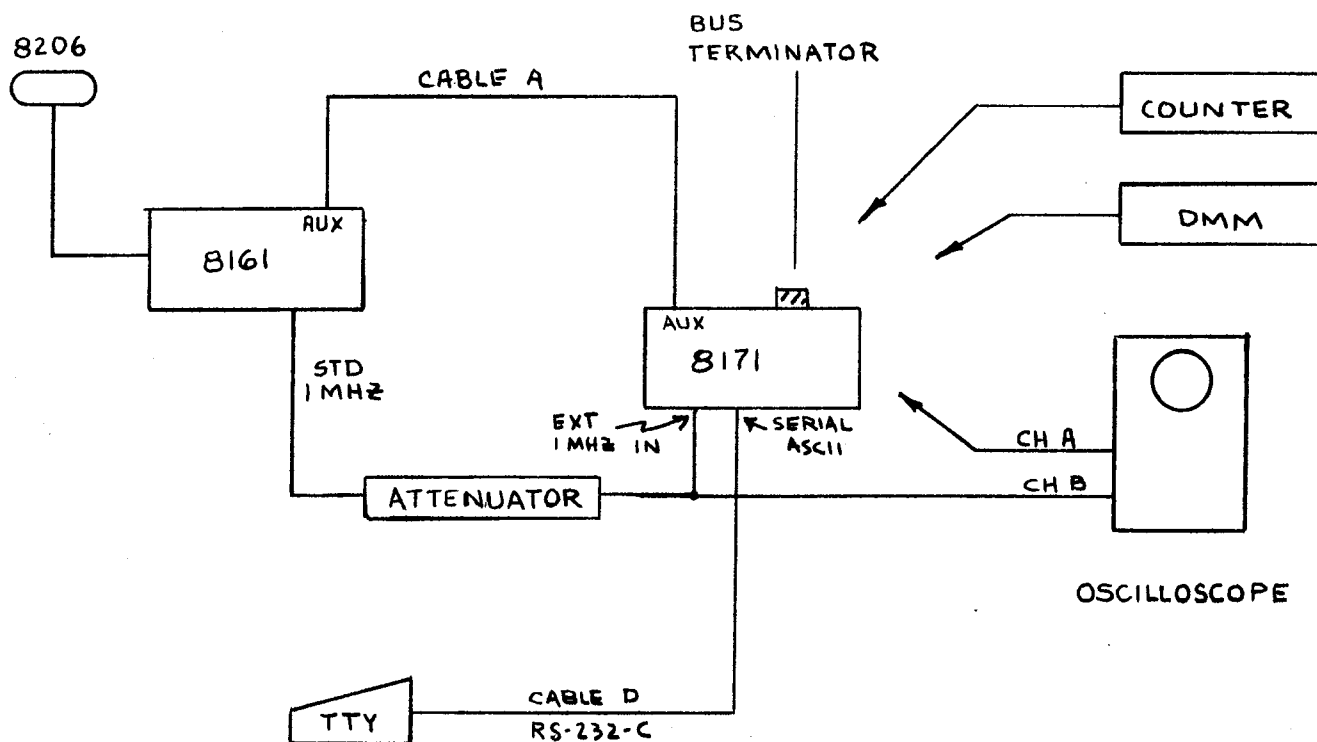 8206
BUS
TERMINATOR
CABLE A
COUNTER
AUX
8161
DMM
AUX
8171
STD
1 MHZ
EXT
1 MHZ IN
SERIAL
ASCII
CH A
ATTENUATOR
CH B
OSCILLOSCOPE
CABLE D
TTY
RS-232-C